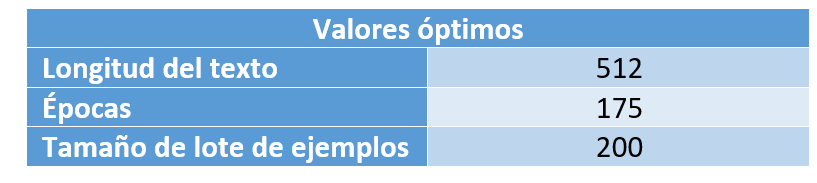 Valores óptimos
Longitud del texto 512
Épocas 175
Tamaño de lote de ejemplos 200